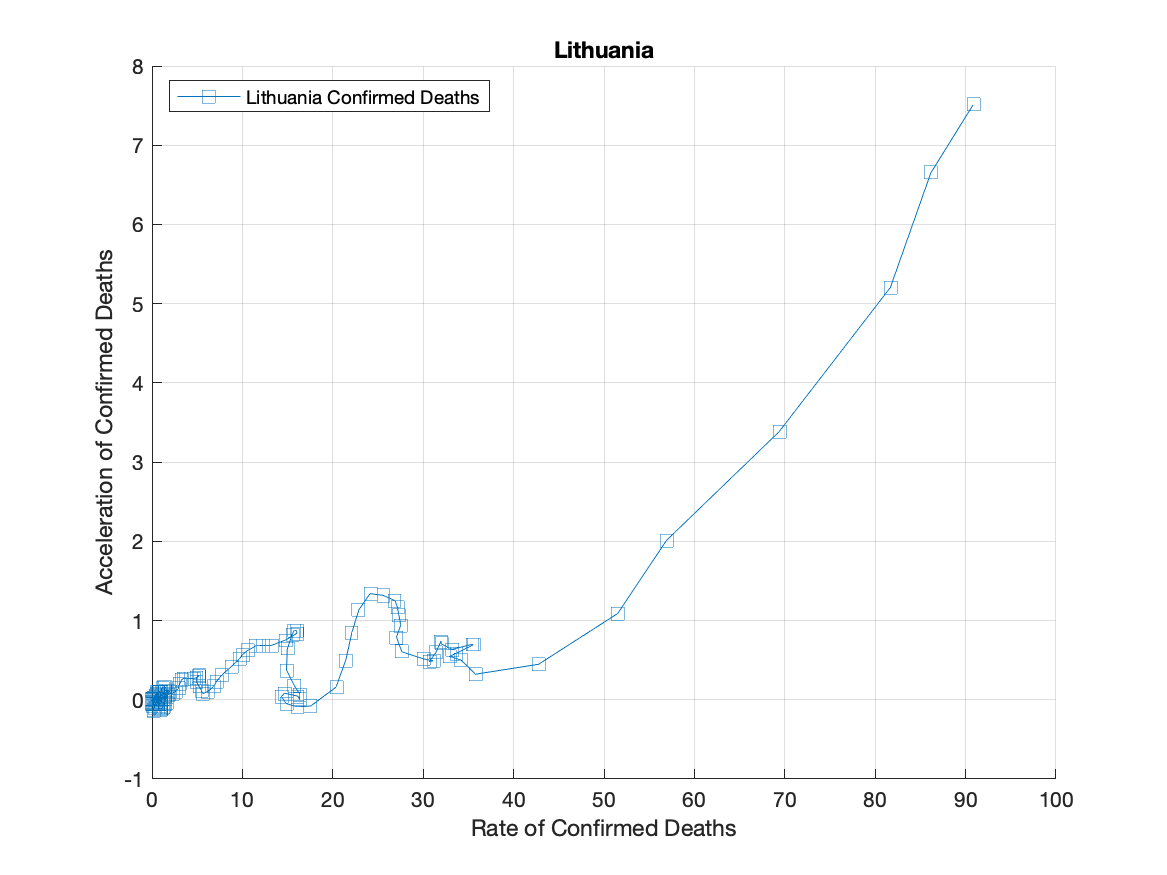 Lithuania
Lithuania Confirmed Deaths
Acceleration of Confirmed Deaths
8
7
6
5
4
3
2
1
0
-1
0 10 20 30 40 50 60 70 80 90 100
Rate of Confirmed Deaths